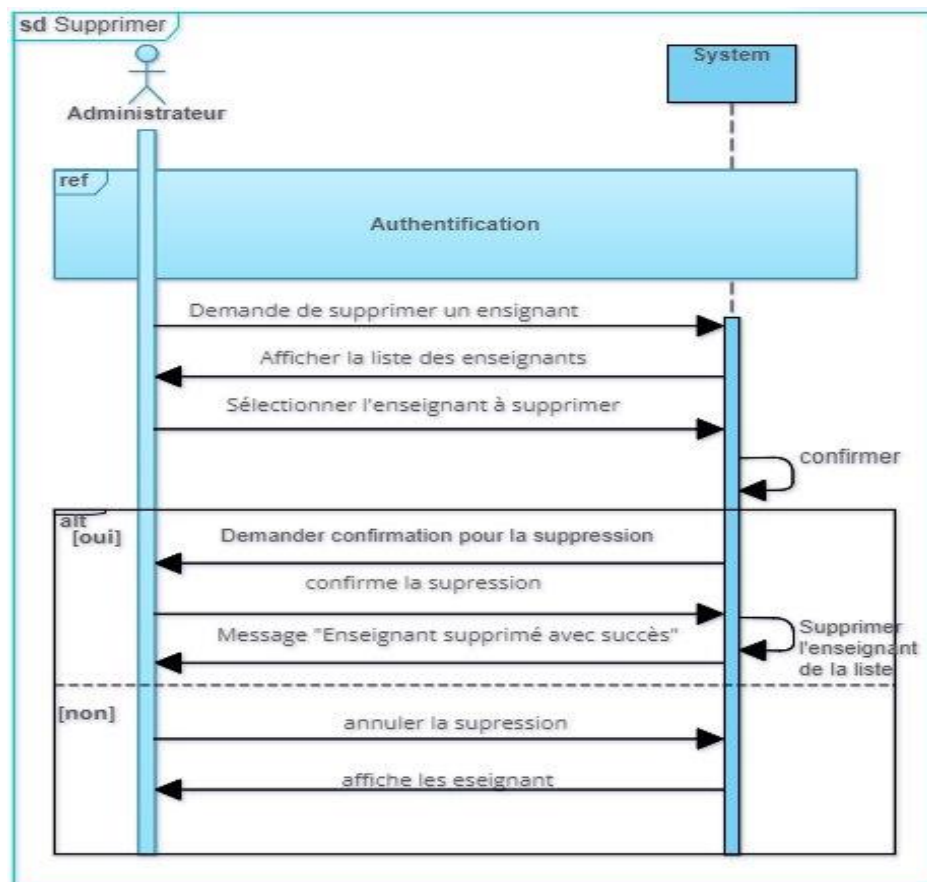 sd Supprimer
System
Administrateur
ref
Authentification
Demande de supprimer un ensignant
Afficher la liste des enseignants
Sélectionner l'enseignant à supprimer
confirmer
alt
[oui]
Demander confirmation pour la suppression
confirme la supression
Message "Enseignant supprimé avec succès"
Supprimer
l'enseignant
de la liste
[non]
annuler la supression
affiche les eseignant